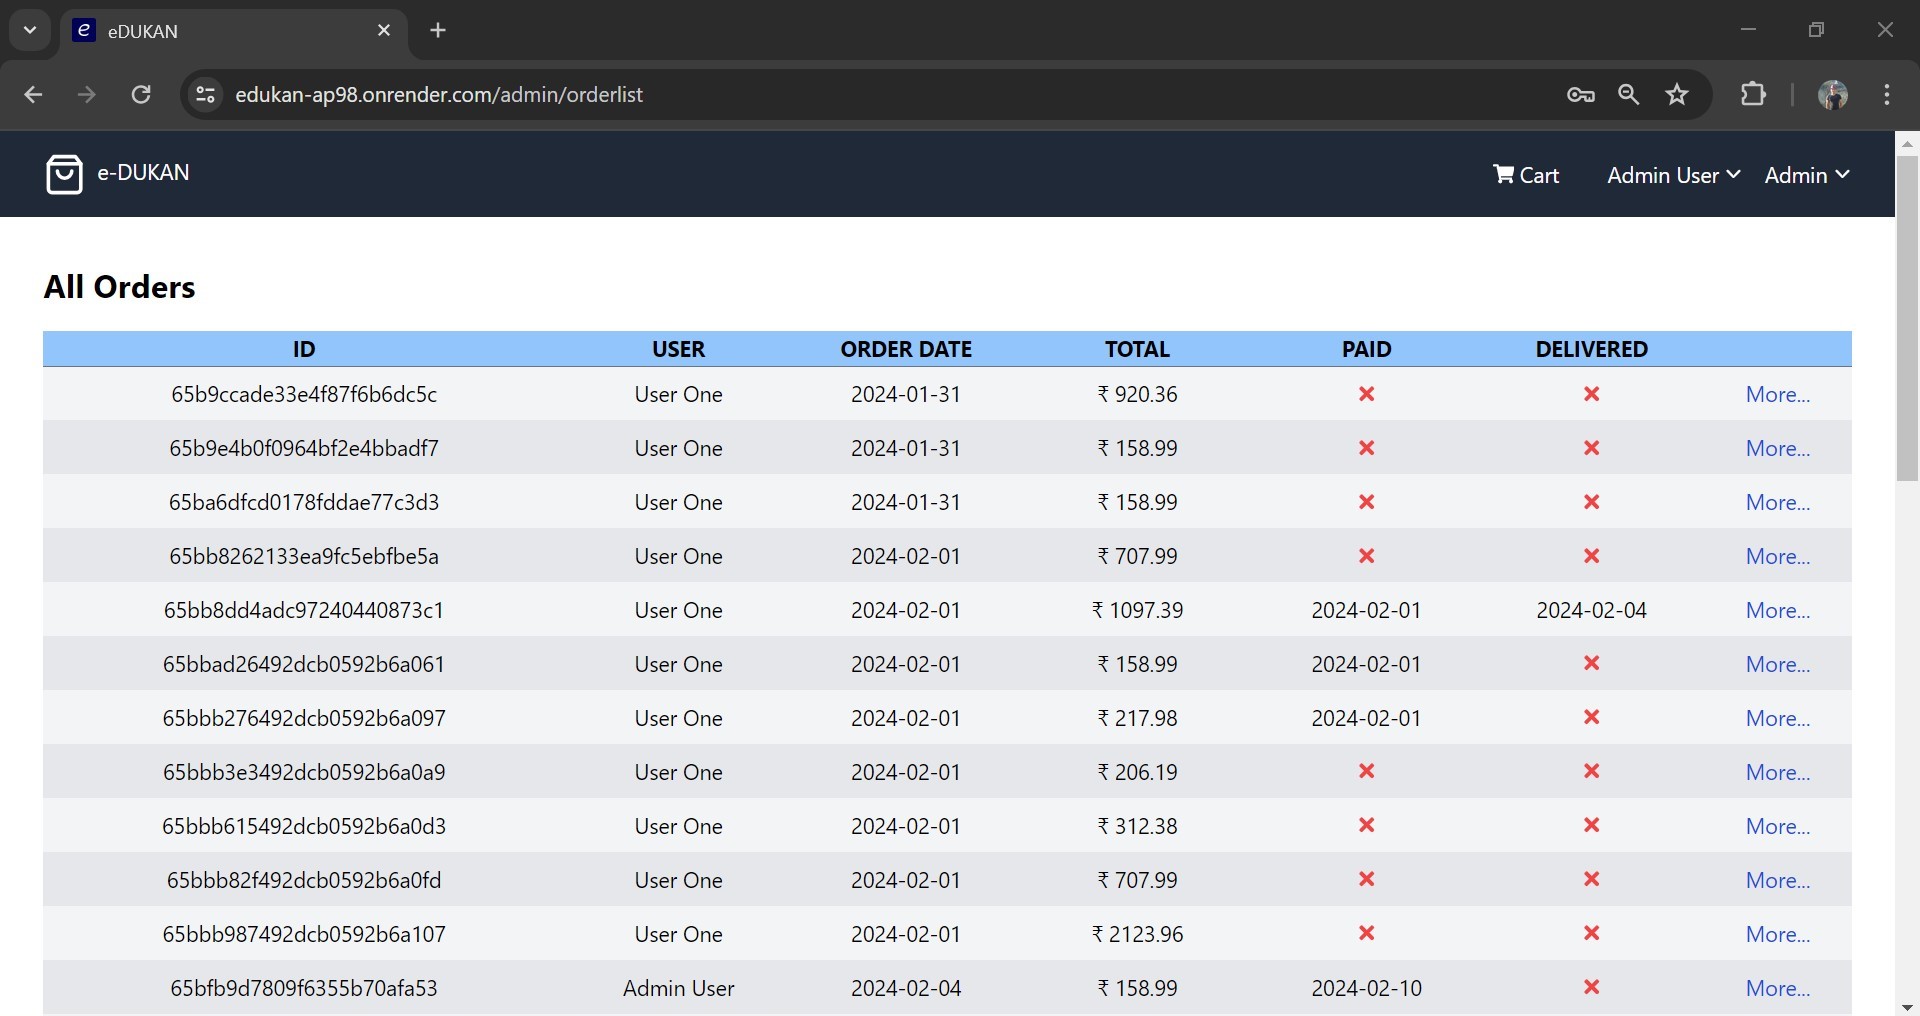 eDUKAN
edukan-ap98.onrender.com/admin/orderlist
e-DUKAN Cart Admin User Admin
All Orders
ID USER ORDER DATE TOTAL PAID DELIVERED
65b9ccade33e4f87f6b6dc5c User One 2024-01-31 ₹ 920.36 More...
65b9e4b0f0964bf2e4bbadf7 User One 2024-01-31 ₹ 158.99 More...
65ba6dfcd0178fddae77c3d3 User One 2024-01-31 ₹ 158.99 More...
65bb8262133ea9fc5ebfbe5a User One 2024-02-01 ₹ 707.99 More...
65bb8dd4adc97240440873c1 User One 2024-02-01 ₹ 1097.39 2024-02-01 2024-02-04 More...
65bbad26492dcb0592b6a061 User One 2024-02-01 ₹ 158.99 2024-02-01 More...
65bbb276492dcb0592b6a097 User One 2024-02-01 ₹ 217.98 2024-02-01 More...
65bbb3e3492dcb0592b6a0a9 User One 2024-02-01 ₹ 206.19 More...
65bbb615492dcb0592b6a0d3 User One 2024-02-01 ₹ 312.38 More...
65bbb82f492dcb0592b6a0fd User One 2024-02-01 ₹ 707.99 More...
65bbb987492dcb0592b6a107 User One 2024-02-01 ₹ 2123.96 More...
65bfb9d7809f6355b70afa53 Admin User 2024-02-04 ₹ 158.99 2024-02-10 More...